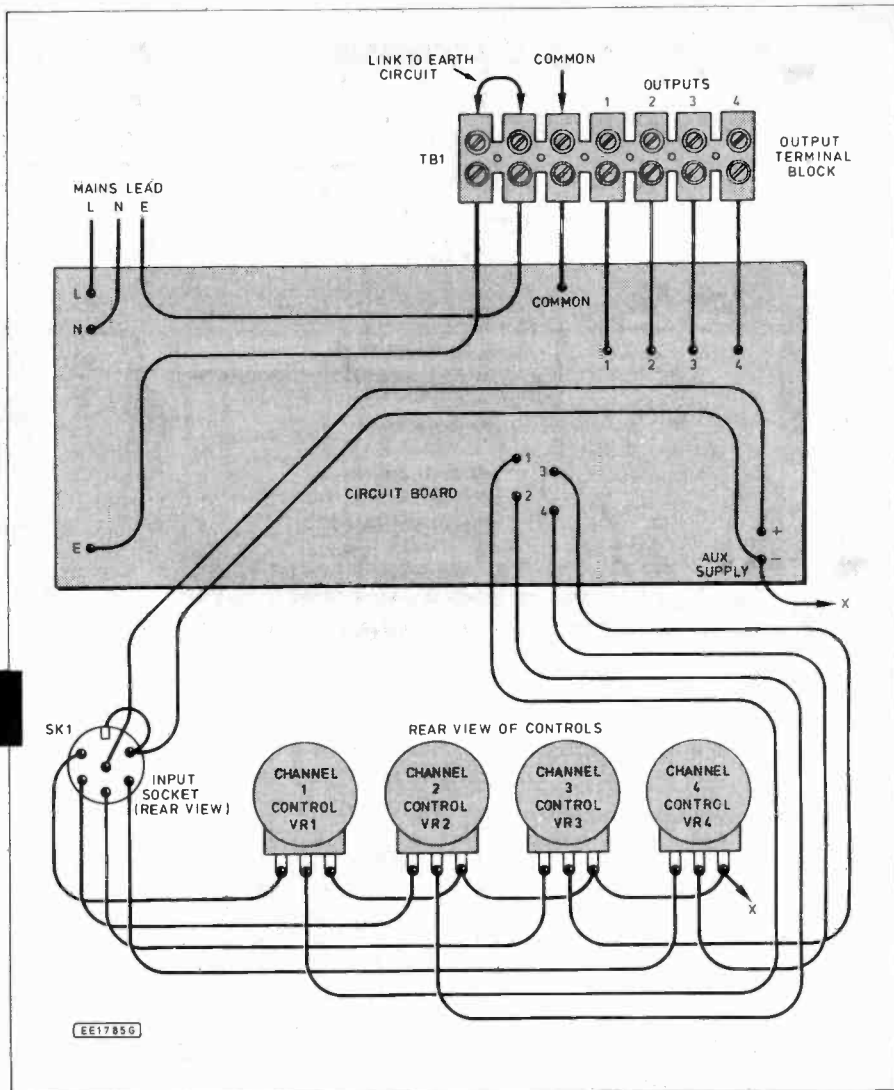 LINK TO EARTH
CIRCUIT
COMMON
OUTPUTS
1 2 3 4
TB1
OUTPUT
TERMINAL
BLOCK
MAINS LEAD
L N E
L
N
E
COMMON
1 2 3 4
CIRCUIT BOARD
1
3
2
4
+
-
AUX
SUPPLY
X
SK1
INPUT
SOCKET
(REAR VIEW)
REAR VIEW OF CONTROLS
CHANNEL
1
CONTROL
VR1
CHANNEL
2
CONTROL
VR2
CHANNEL
3
CONTROL
VR3
CHANNEL
4
CONTROL
VR4
X
EE1785G